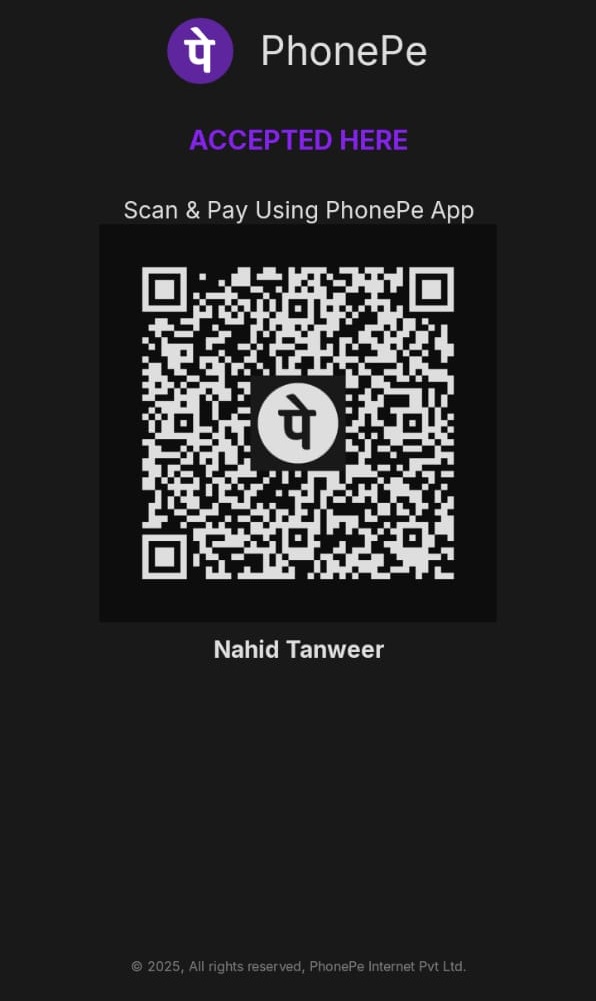 पे PhonePe
ACCEPTED HERE
Scan & Pay Using PhonePe App
पे
Nahid Tanweer
© 2025, All rights reserved, PhonePe Internet Pvt Ltd.